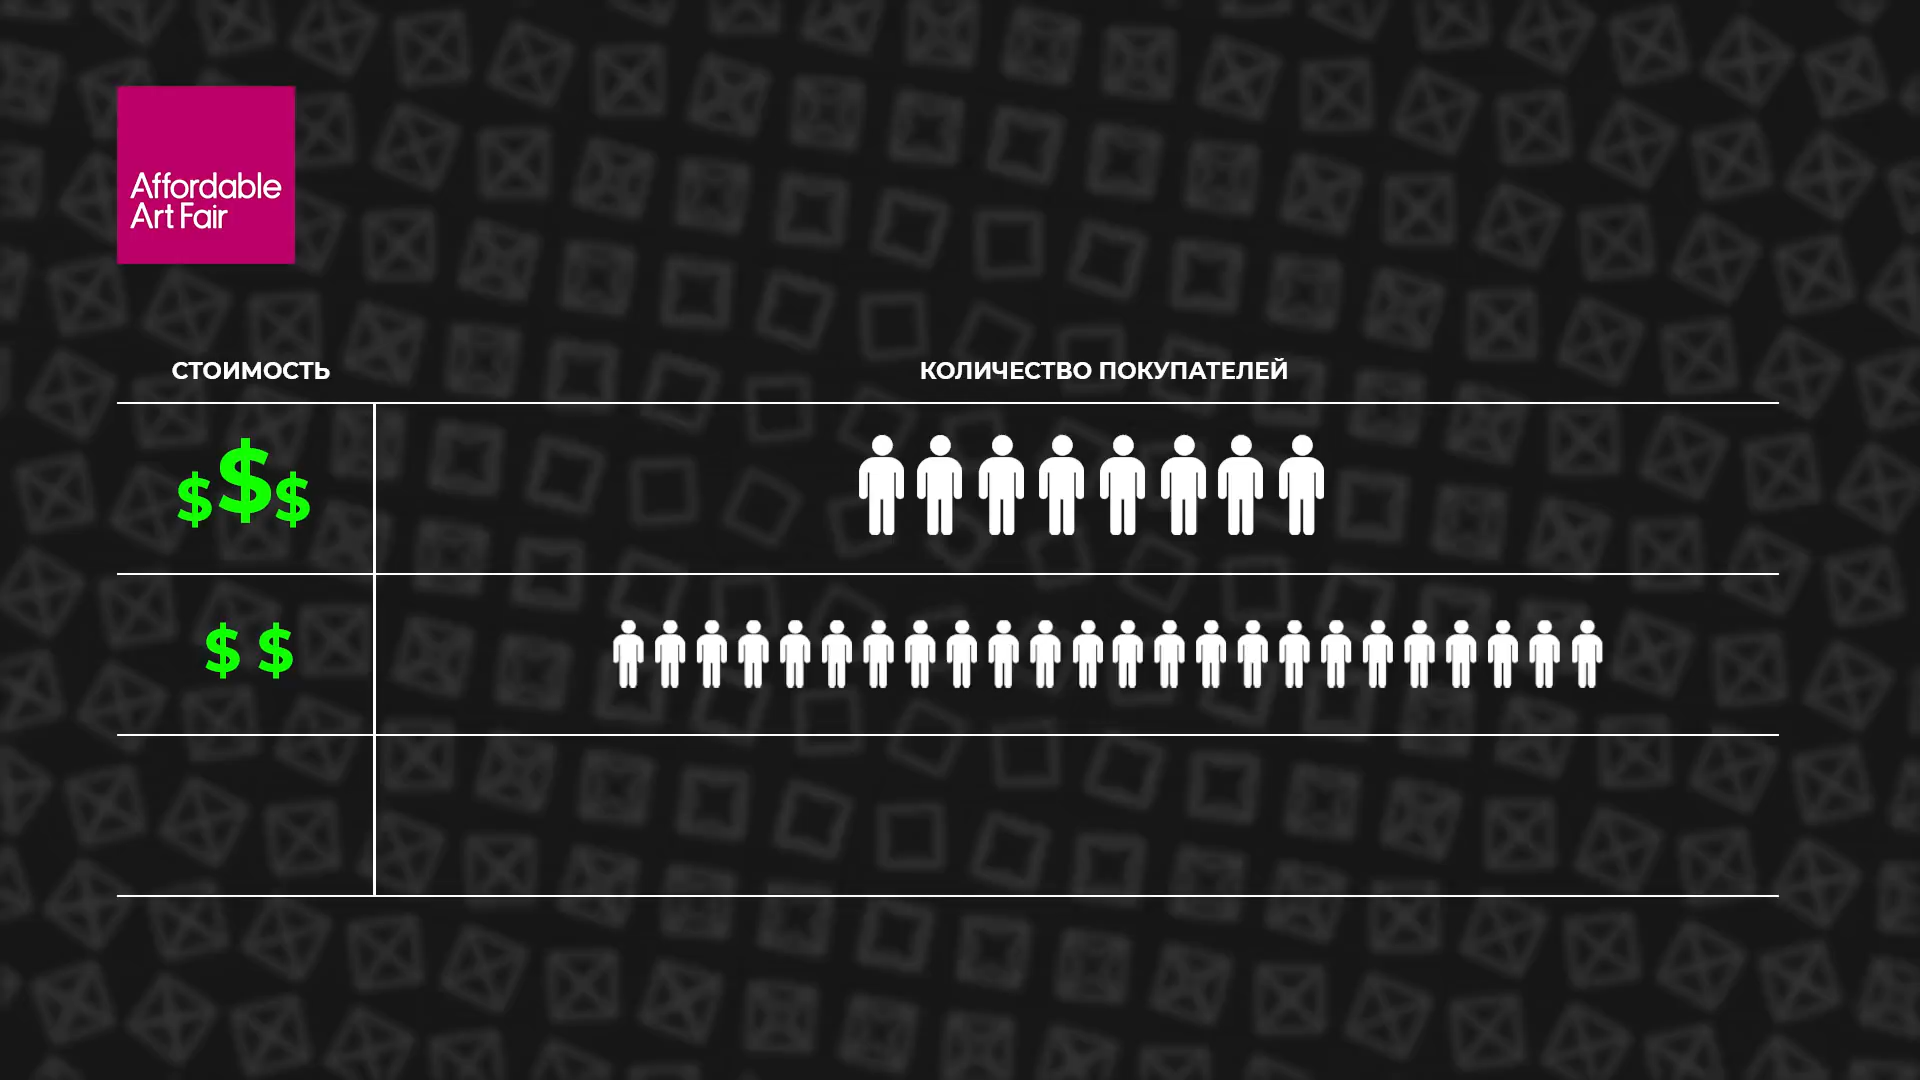 Affordable
Art Fair
СТОИМОСТЬ
КОЛИЧЕСТВО ПОКУПАТЕЛЕЙ
$$$
$ $